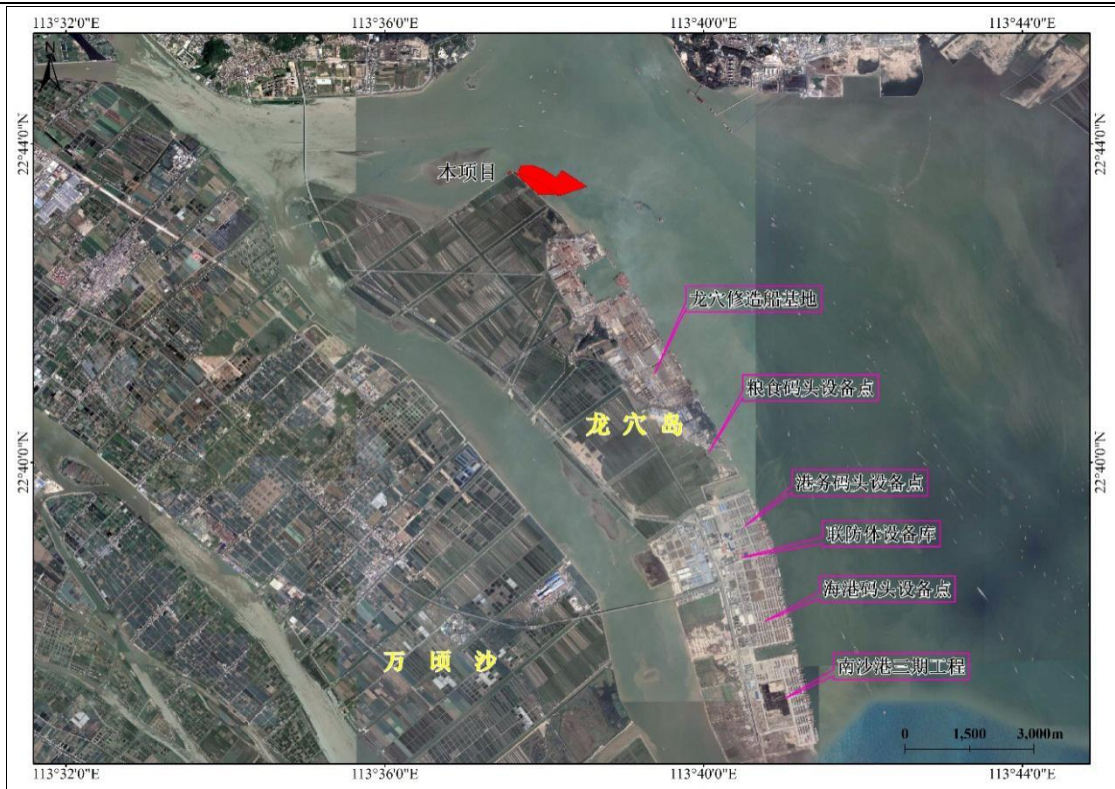 113°32'0"E
113°36'0"E
113°40'0"E
113°44'0"E
N
22°44'0"N
22°44'0"N
本项目
龙穴修造船基地
粮食码头设备点
龙穴岛
22°40'0"N
22°40'0"N
港务码头设备点
联防体设备库
海港码头设备点
万顷沙
南沙港三期工程
0 1,500 3,000m
113°32'0"E
113°36'0"E
113°40'0"E
113°44'0"E